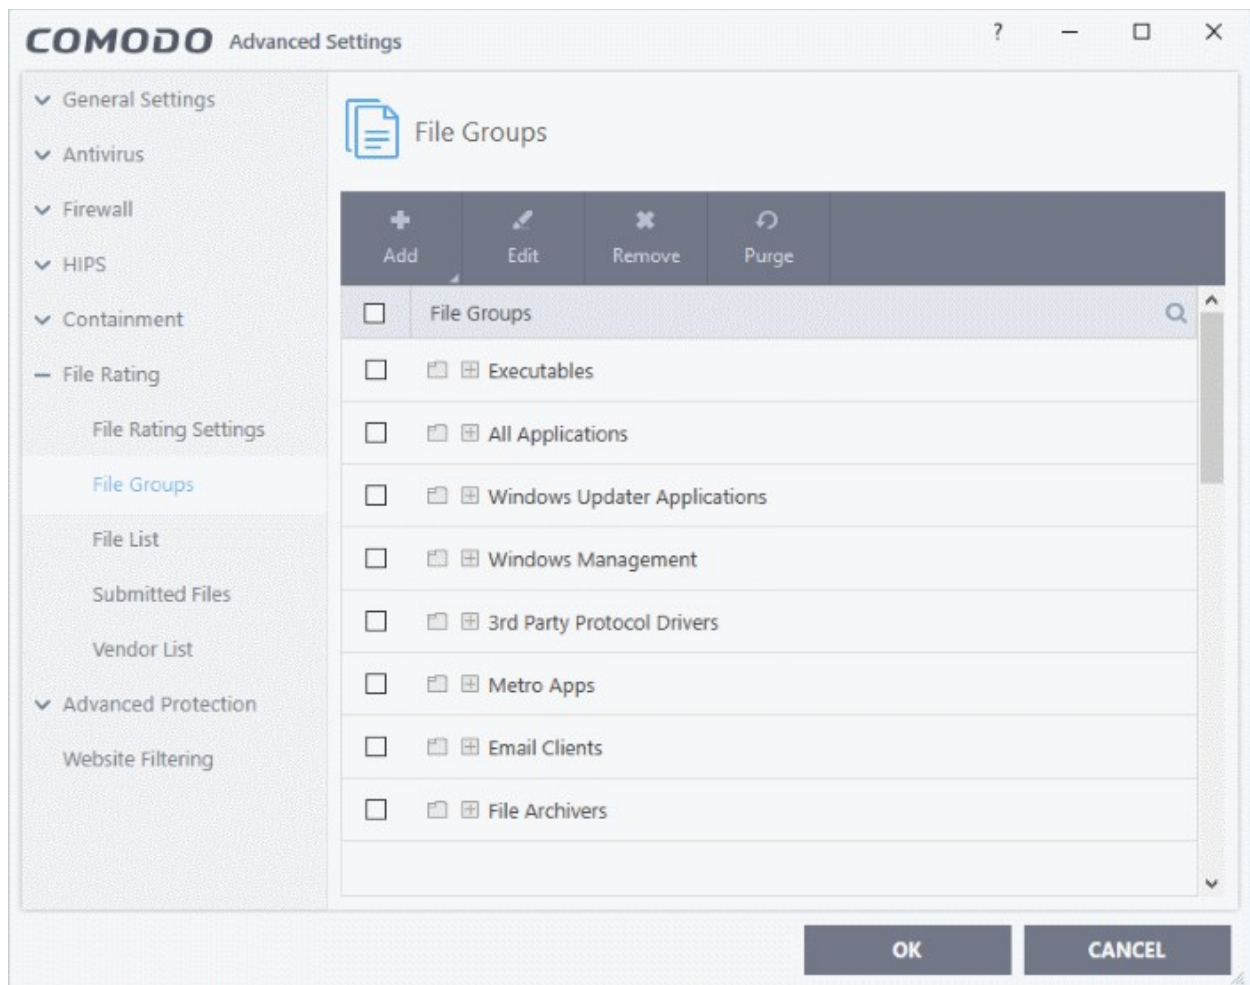 COMODO Advanced Settings ?
General Settings
Antivirus
Firewall
HIPS
Containment
File Rating
File Rating Settings
File Groups
File List
Submitted Files
Vendor List
Advanced Protection
Website Filtering
File Groups
Add Edit Remove Purge
File Groups
Executables
All Applications
Windows Updater Applications
Windows Management
3rd Party Protocol Drivers
Metro Apps
Email Clients
File Archivers
OK CANCEL